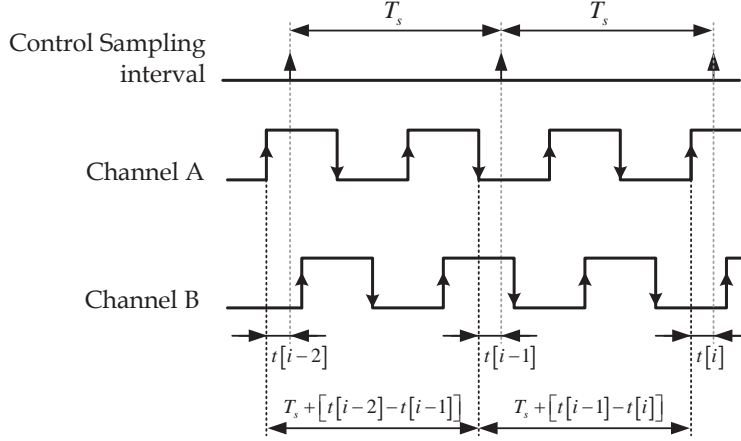 T_s T_s
Control Sampling
interval
Channel A
Channel B
t[i−2] t[i−1] t[i]
T_s+[t[i−2]−t[i−1]] T_s+[t[i−1]−t[i]]